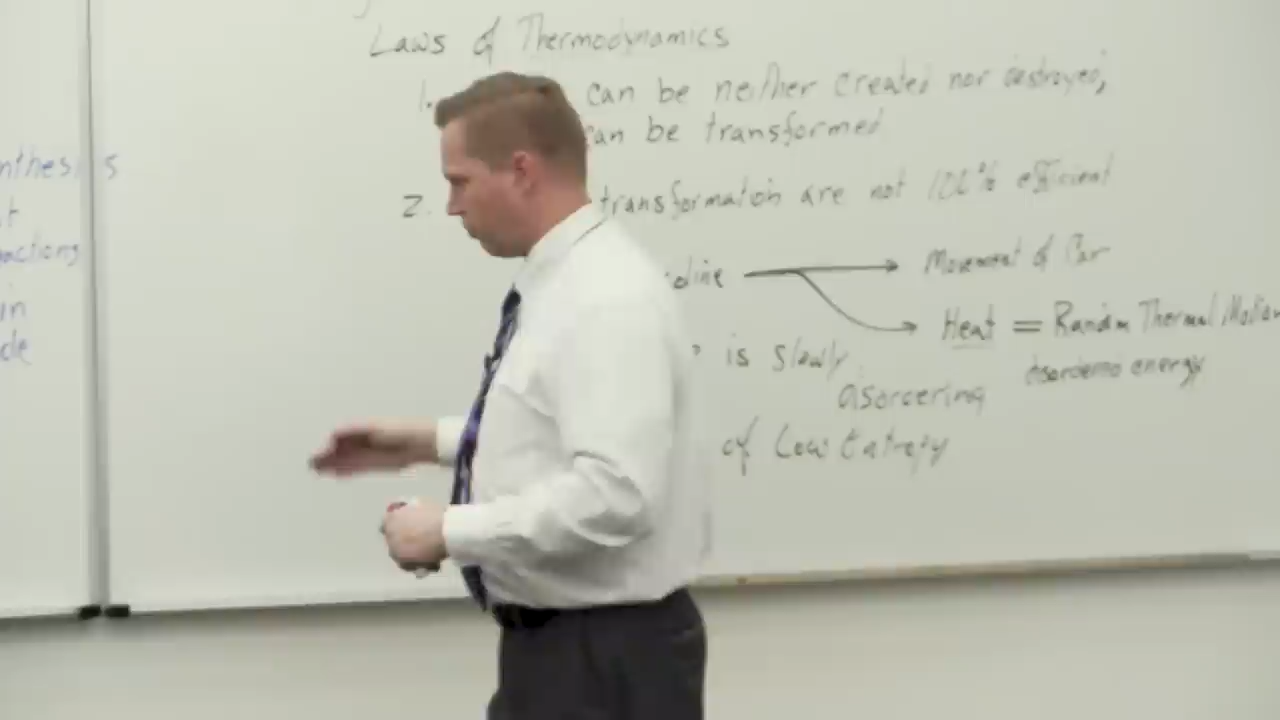 nthesis
t
actions
in
de
Laws of Thermodynamics
1. can be neither created nor destroyed,
can be transformed
2. transformation are not 100% efficient
oline Movement of Car
Heat = Random Thermal Motion
disordered energy
is slowly
disordering
of Low Entropy